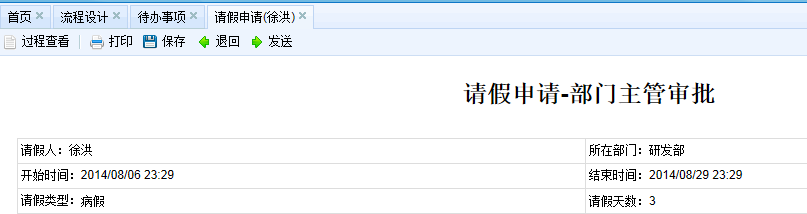 首页 流程设计 待办事项 请假申请(徐洪)
过程查看 打印 保存 退回 发送
请假申请-部门主管审批
请假人：徐洪 所在部门：研发部
开始时间：2014/08/06 23:29 结束时间：2014/08/29 23:29
请假类型：病假 请假天数：3